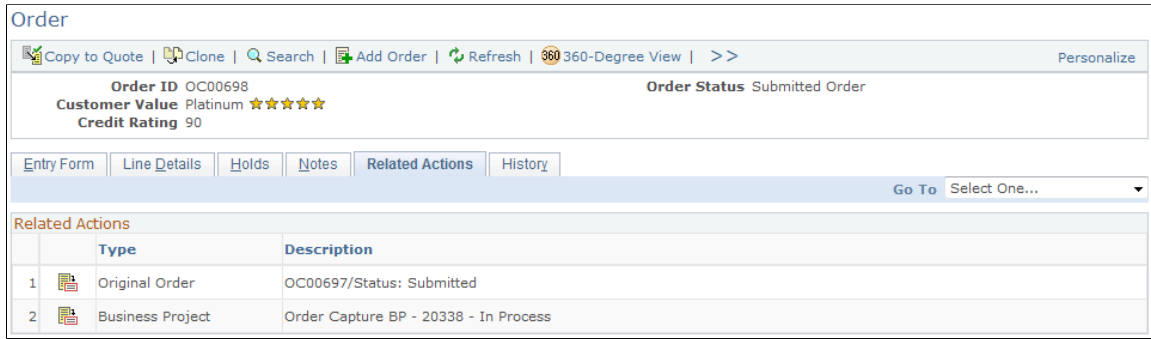 Order
Copy to Quote | Clone | Search | Add Order | Refresh | 360 360-Degree View | >> Personalize
Order ID OC00698 Order Status Submitted Order
Customer Value Platinum
Credit Rating 90
Entry Form Line Details Holds Notes Related Actions History
Go To Select One...
Related Actions
Type Description
1 Original Order OC00697/Status: Submitted
2 Business Project Order Capture BP - 20338 - In Process